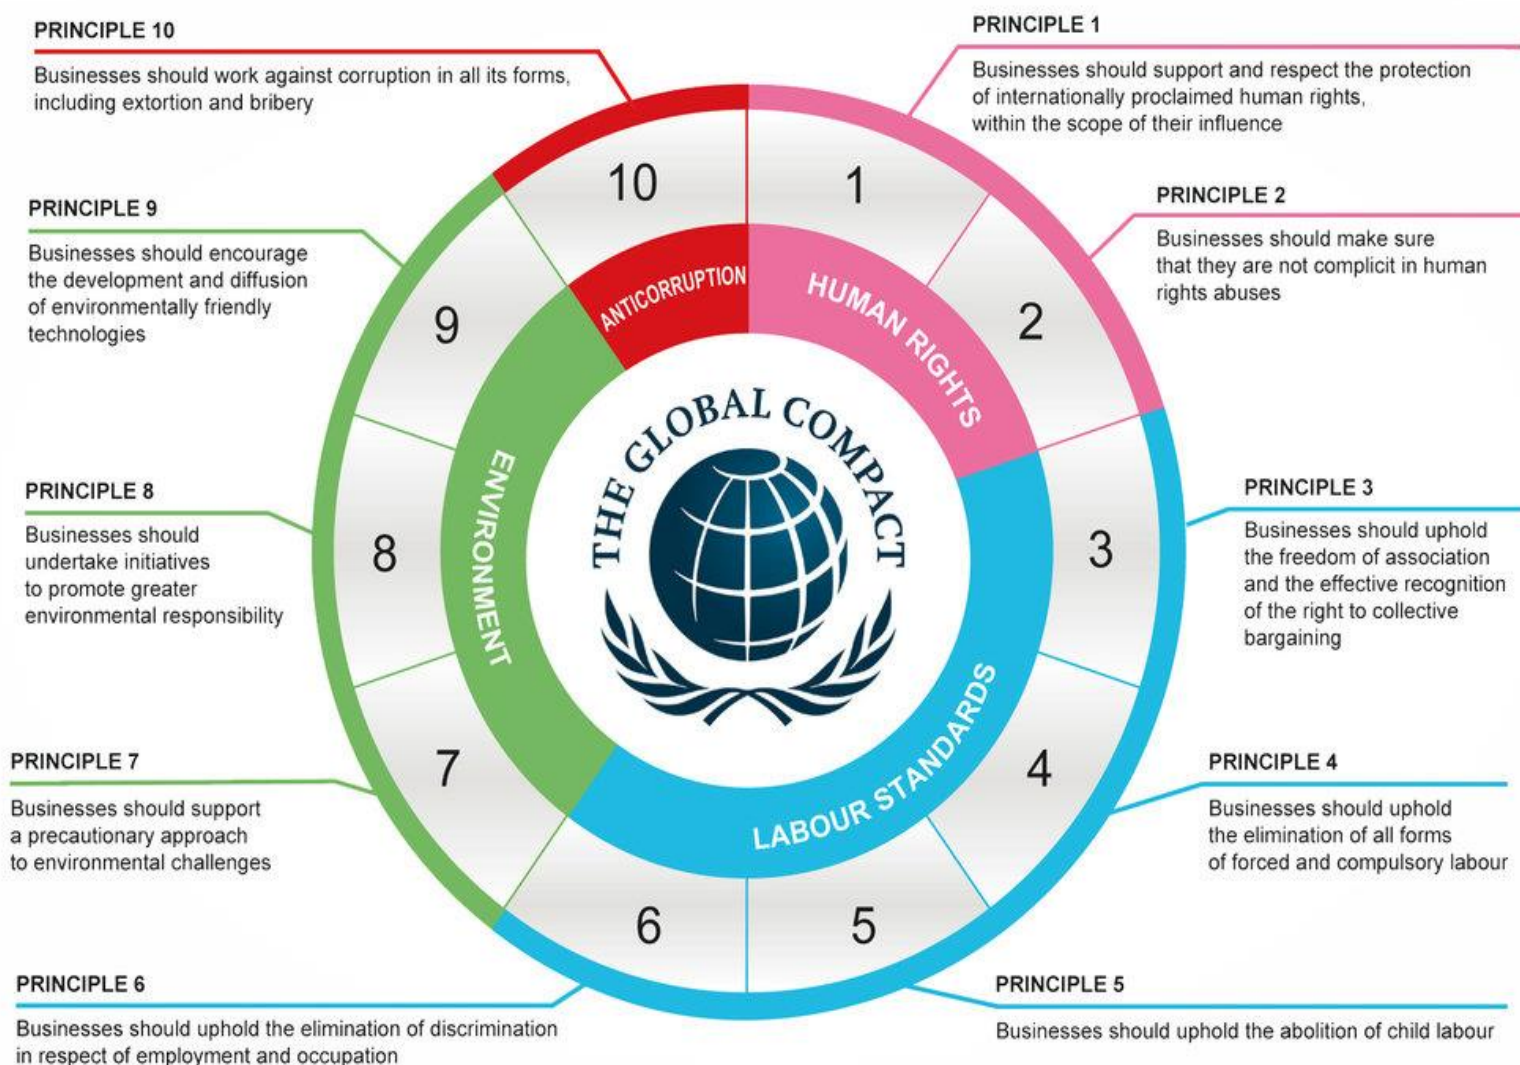 PRINCIPLE 10
Businesses should work against corruption in all its forms,
including extortion and bribery
PRINCIPLE 1
Businesses should support and respect the protection
of internationally proclaimed human rights,
within the scope of their influence
PRINCIPLE 9
Businesses should encourage
the development and diffusion
of environmentally friendly
technologies
PRINCIPLE 2
Businesses should make sure
that they are not complicit in human
rights abuses
PRINCIPLE 8
Businesses should
undertake initiatives
to promote greater
environmental responsibility
PRINCIPLE 3
Businesses should uphold
the freedom of association
and the effective recognition
of the right to collective
bargaining
PRINCIPLE 7
Businesses should support
a precautionary approach
to environmental challenges
PRINCIPLE 4
Businesses should uphold
the elimination of all forms
of forced and compulsory labour
PRINCIPLE 6
Businesses should uphold the elimination of discrimination
in respect of employment and occupation
PRINCIPLE 5
Businesses should uphold the abolition of child labour
10
1
2
3
4
5
6
7
8
9
ANTICORRUPTION
HUMAN RIGHTS
LABOUR STANDARDS
ENVIRONMENT
THE GLOBAL COMPACT